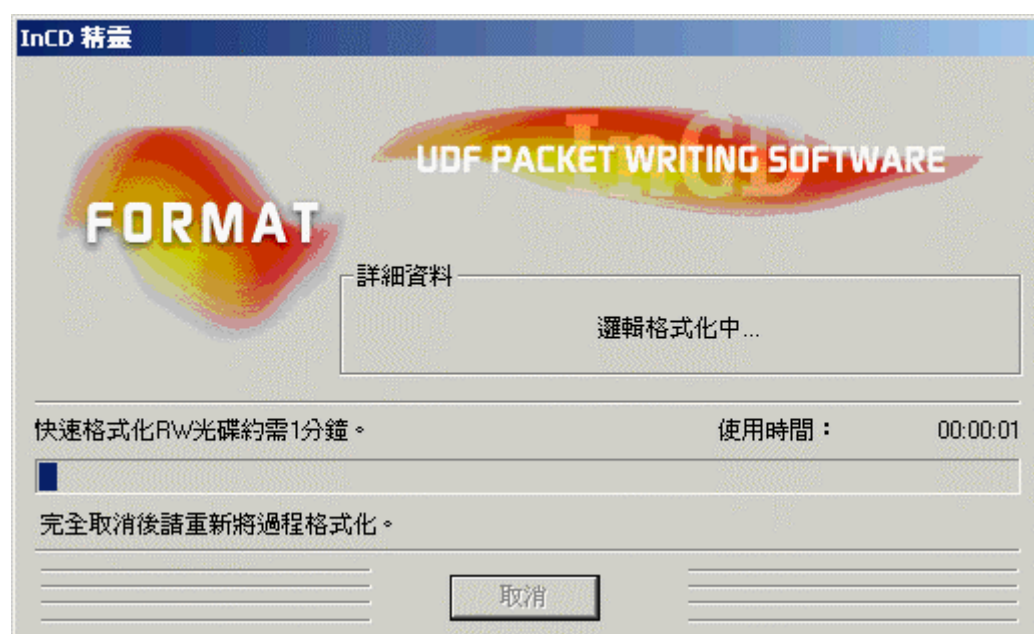 InCD 精靈
InCD
UDF PACKET WRITING SOFTWARE
FORMAT
詳細資料
邏輯格式化中...
快速格式化RW光碟約需1分鐘。 使用時間： 00:00:01
完全取消後請重新將過程格式化。
取消